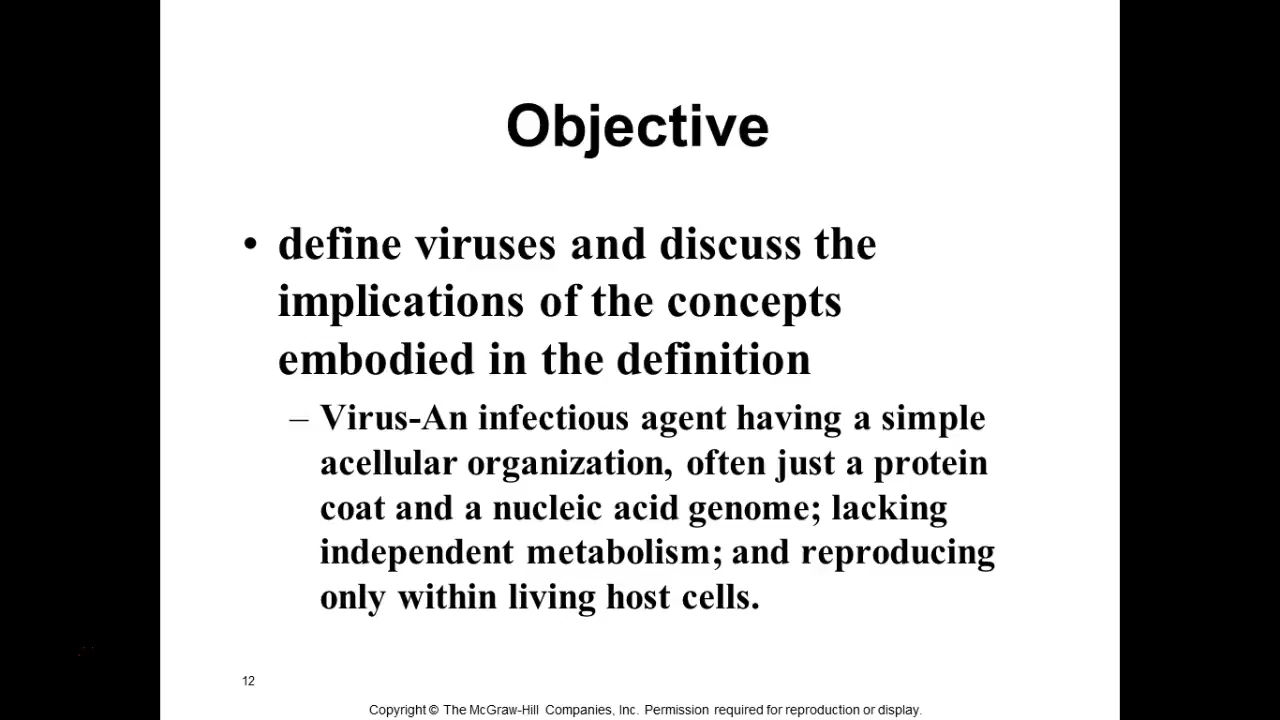 Objective
• define viruses and discuss the
implications of the concepts
embodied in the definition
– Virus-An infectious agent having a simple
acellular organization, often just a protein
coat and a nucleic acid genome; lacking
independent metabolism; and reproducing
only within living host cells.
12
Copyright © The McGraw-Hill Companies, Inc. Permission required for reproduction or display.